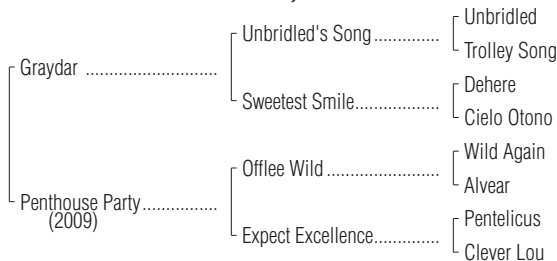 Unbridled
Unbridled's Song...............
Trolley Song
Graydar ...........................
Dehere
Sweetest Smile..................
Cielo Otono
Wild Again
Offlee Wild ........................
Alvear
Penthouse Party................
(2009)
Pentelicus
Expect Excellence..............
Clever Lou